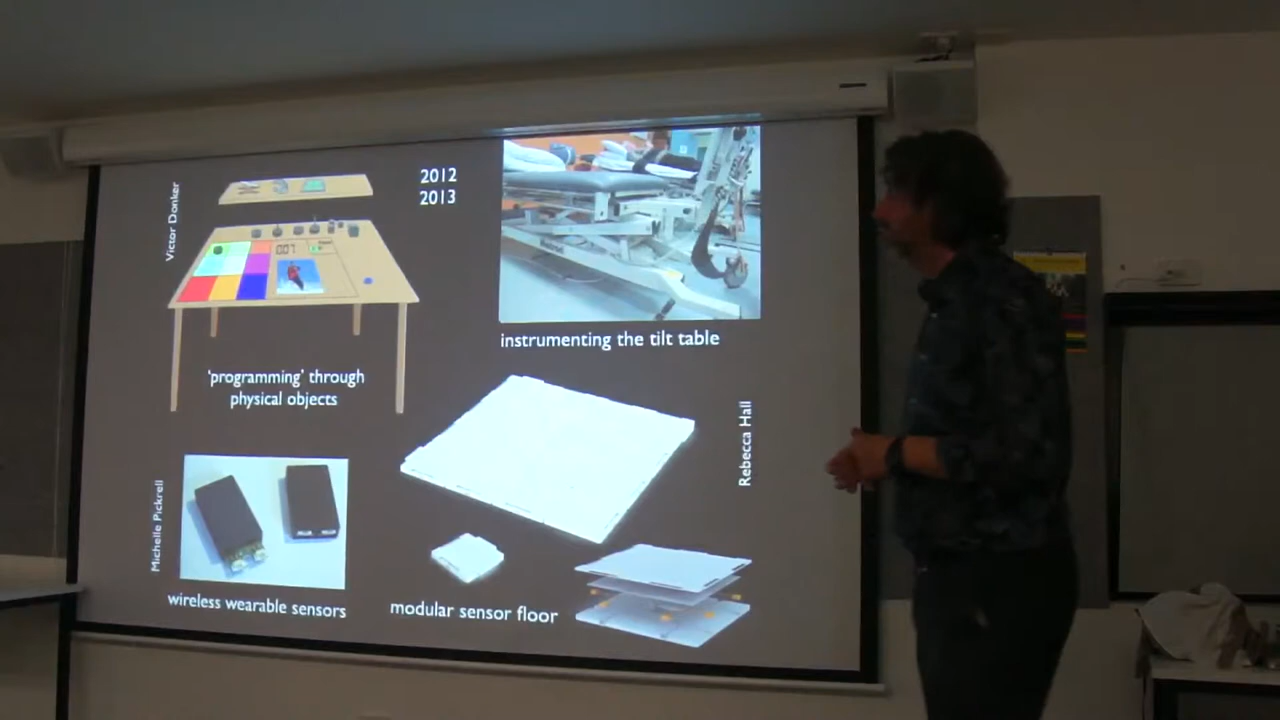 Victor Donker
2012
2013
007
'programming' through
physical objects
instrumenting the tilt table
Rebecca Hall
Michelle Pickrell
wireless wearable sensors
modular sensor floor